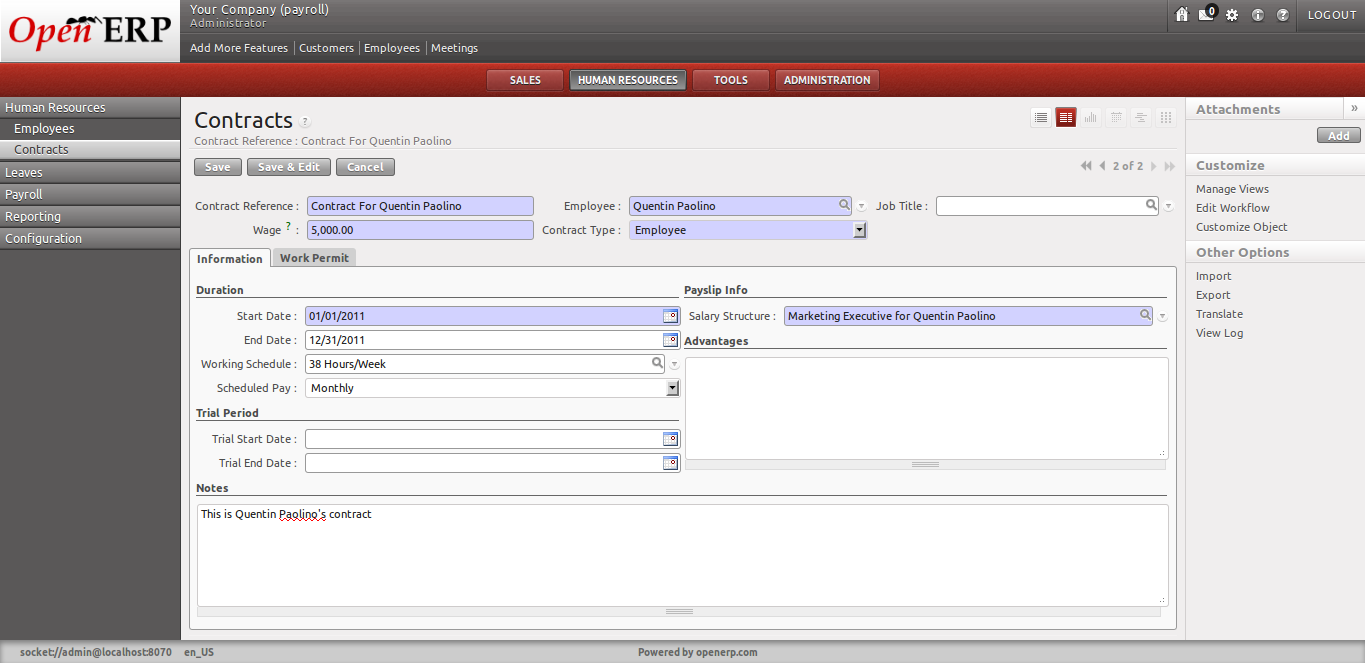 Open ERP
Your Company (payroll)
Administrator
0
LOGOUT
Add More Features
Customers
Employees
Meetings
SALES
HUMAN RESOURCES
TOOLS
ADMINISTRATION
Human Resources
Employees
Contracts
Leaves
Payroll
Reporting
Configuration
Contracts ?
Contract Reference : Contract For Quentin Paolino
Save
Save & Edit
Cancel
2 of 2
Contract Reference : Contract For Quentin Paolino
Employee : Quentin Paolino
Job Title :
Wage ? : 5,000.00
Contract Type : Employee
Information
Work Permit
Duration
Start Date : 01/01/2011
End Date : 12/31/2011
Working Schedule : 38 Hours/Week
Scheduled Pay : Monthly
Trial Period
Trial Start Date :
Trial End Date :
Payslip Info
Salary Structure : Marketing Executive for Quentin Paolino
Advantages
Notes
This is Quentin Paolino's contract
Attachments »
Add
Customize
Manage Views
Edit Workflow
Customize Object
Other Options
Import
Export
Translate
View Log
socket://admin@localhost:8070 en_US
Powered by openerp.com